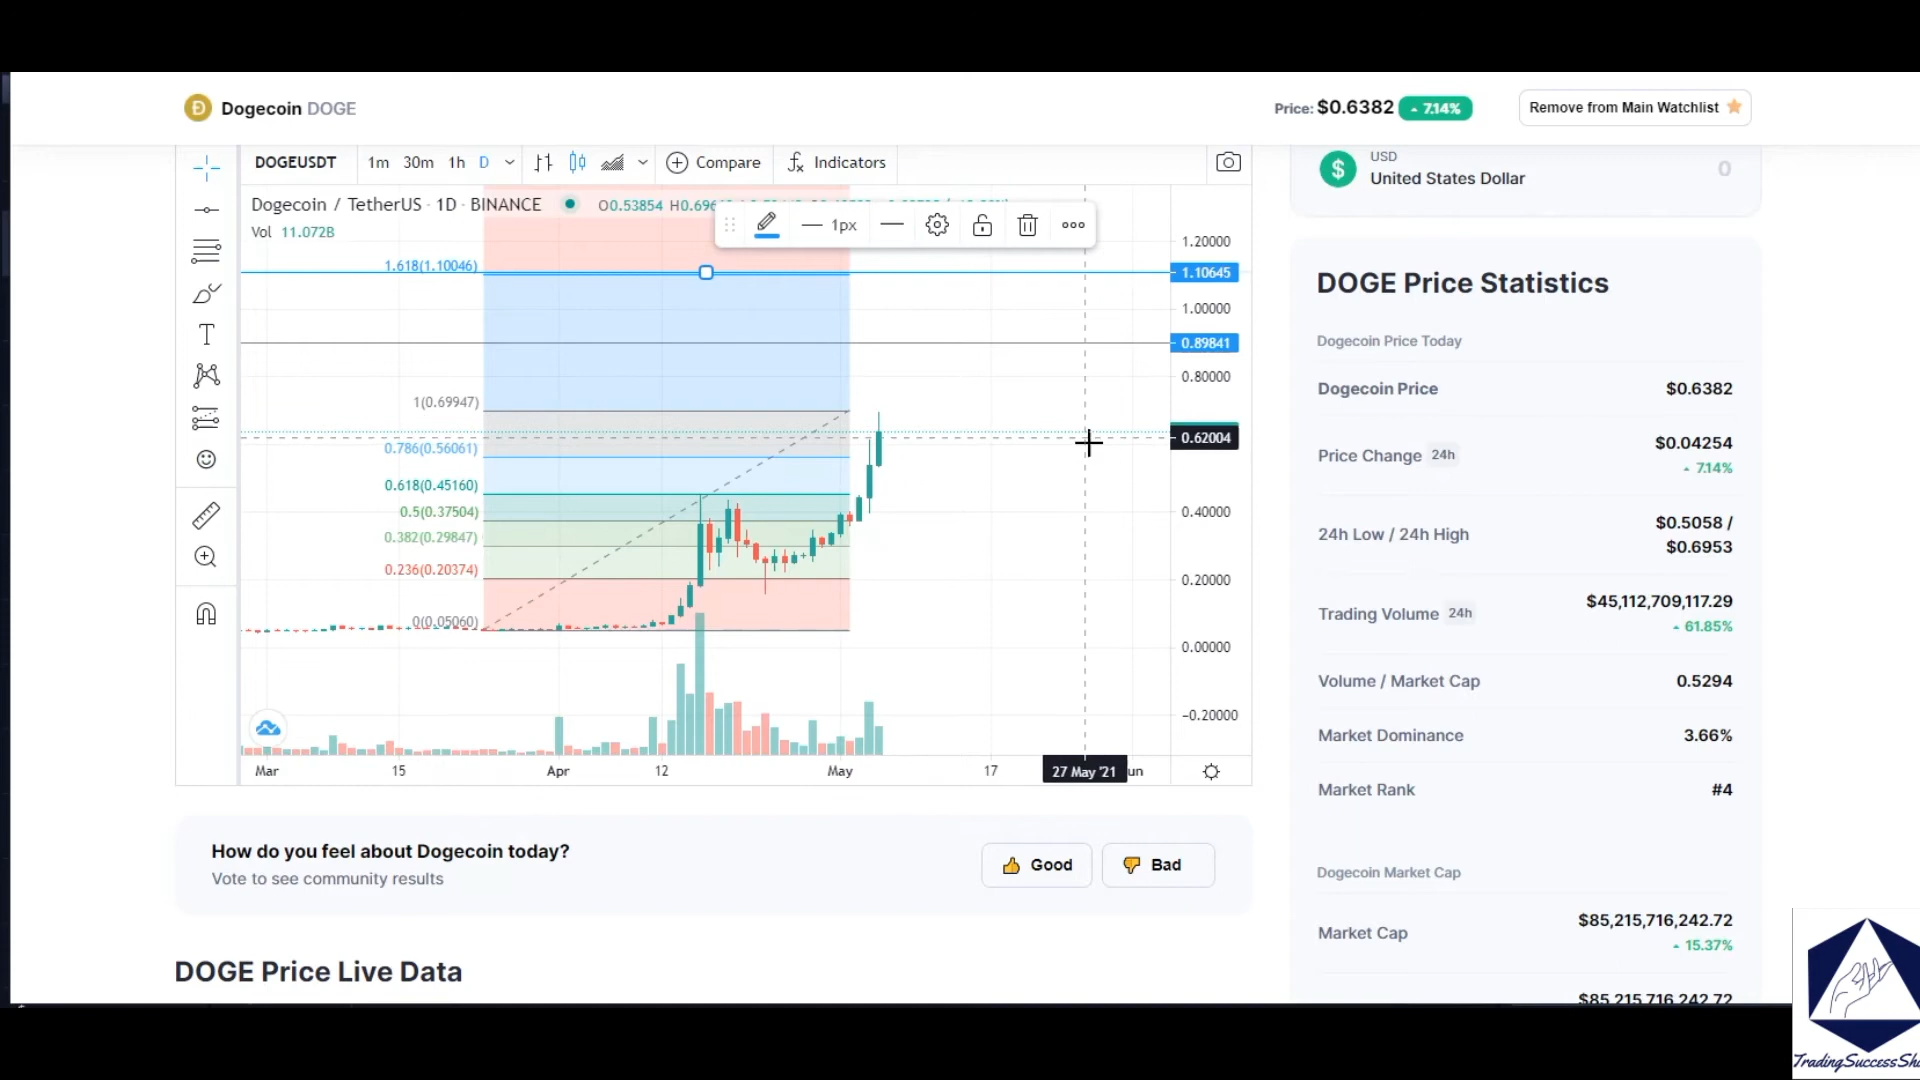 Dogecoin DOGE
Price: $0.6382 7.14%
Remove from Main Watchlist
DOGEUSDT 1m 30m 1h D Compare Indicators
USD
United States Dollar
0
Dogecoin / TetherUS · 1D · BINANCE O0.53854
Vol 11.072B
1px
1.20000
1.618(1.10046)
1.10645
1.00000
0.89841
0.80000
1(0.69947)
0.62004
0.786(0.56061)
0.618(0.45160)
0.5(0.37504)
0.40000
0.382(0.29847)
0.236(0.20374)
0.20000
0(0.05060)
0.00000
−0.20000
Mar 15 Apr 12 May 17 27 May '21 un
DOGE Price Statistics
Dogecoin Price Today
Dogecoin Price $0.6382
Price Change 24h $0.04254
7.14%
24h Low / 24h High $0.5058 /
$0.6953
Trading Volume 24h $45,112,709,117.29
61.85%
Volume / Market Cap 0.5294
Market Dominance 3.66%
Market Rank #4
Dogecoin Market Cap
Market Cap $85,215,716,242.72
15.37%
$85,215,716,242.72
How do you feel about Dogecoin today?
Vote to see community results
Good
Bad
DOGE Price Live Data
TradingSuccessSh